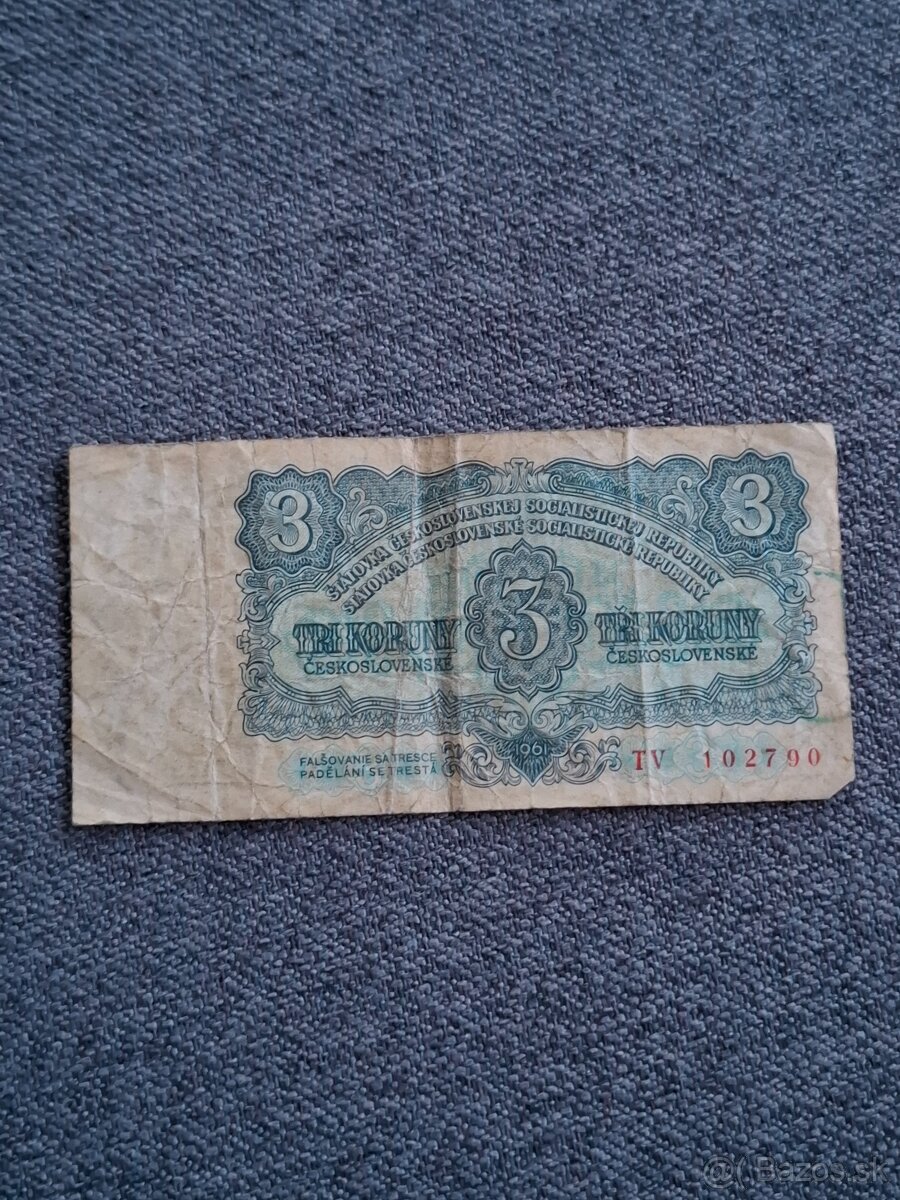 3
3
ŠTÁTOVKA ČESKOSLOVENSKEJ SOCIALISTICKEJ REPUBLIKY
STÁTOVKA ČESKOSLOVENSKÉ SOCIALISTICKÉ REPUBLIKY
3
TRI KORUNY
ČESKOSLOVENSKÉ
TŘI KORUNY
ČESKOSLOVENSKÉ
1961
FALŠOVANIE SA TRESCE
PADĚLÁNÍ SE TRESTÁ
TV 102790
@( Bazos.sk